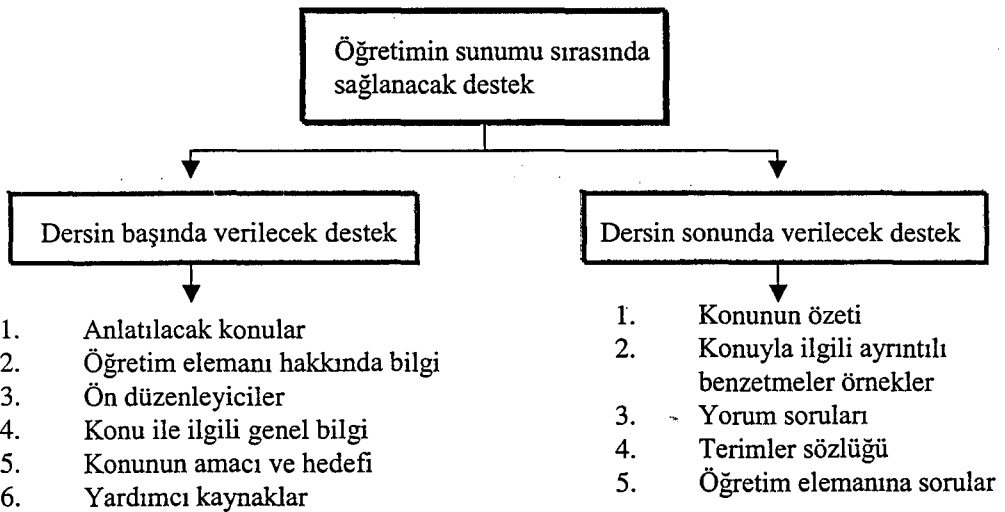 Öğretimin sunumu sırasında
sağlanacak destek
Dersin başında verilecek destek
1. Anlatılacak konular
2. Öğretim elemanı hakkında bilgi
3. Ön düzenleyiciler
4. Konu ile ilgili genel bilgi
5. Konunun amacı ve hedefi
6. Yardımcı kaynaklar
Dersin sonunda verilecek destek
1. Konunun özeti
2. Konuyla ilgili ayrıntılı
benzetmeler örnekler
3. Yorum soruları
4. Terimler sözlüğü
5. Öğretim elemanına sorular